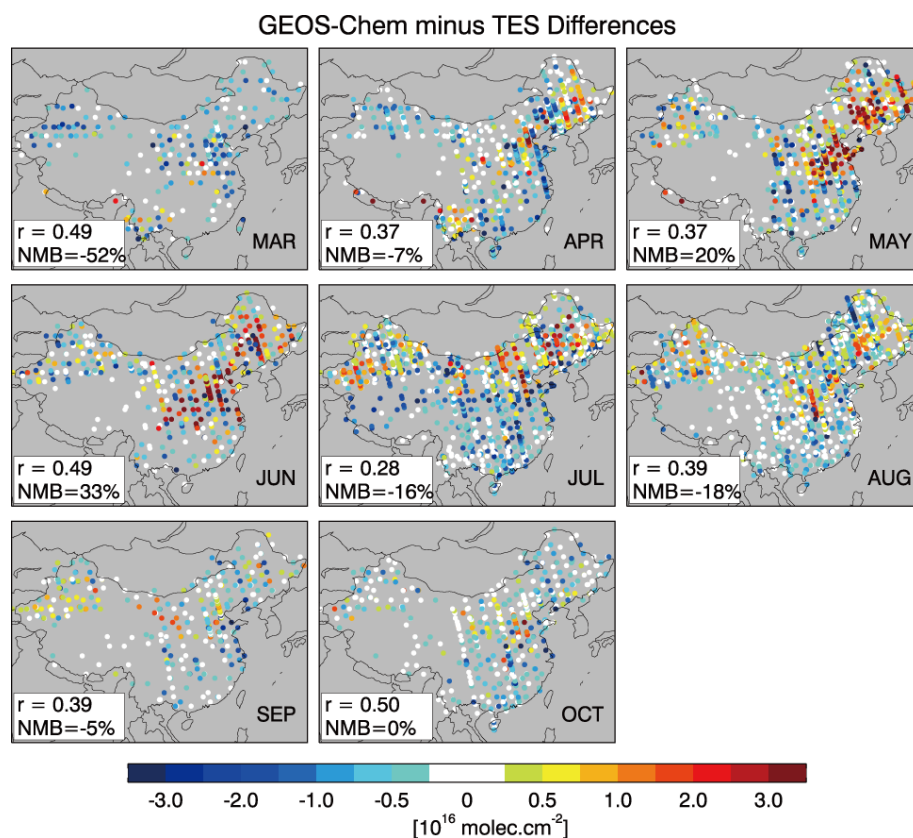 GEOS-Chem minus TES Differences
r = 0.49
NMB=-52%
MAR
r = 0.37
NMB=-7%
APR
r = 0.37
NMB=20%
MAY
r = 0.49
NMB=33%
JUN
r = 0.28
NMB=-16%
JUL
r = 0.39
NMB=-18%
AUG
r = 0.39
NMB=-5%
SEP
r = 0.50
NMB=0%
OCT
-3.0 -2.0 -1.0 -0.5 0 0.5 1.0 2.0 3.0
[10¹⁶ molec.cm⁻²]